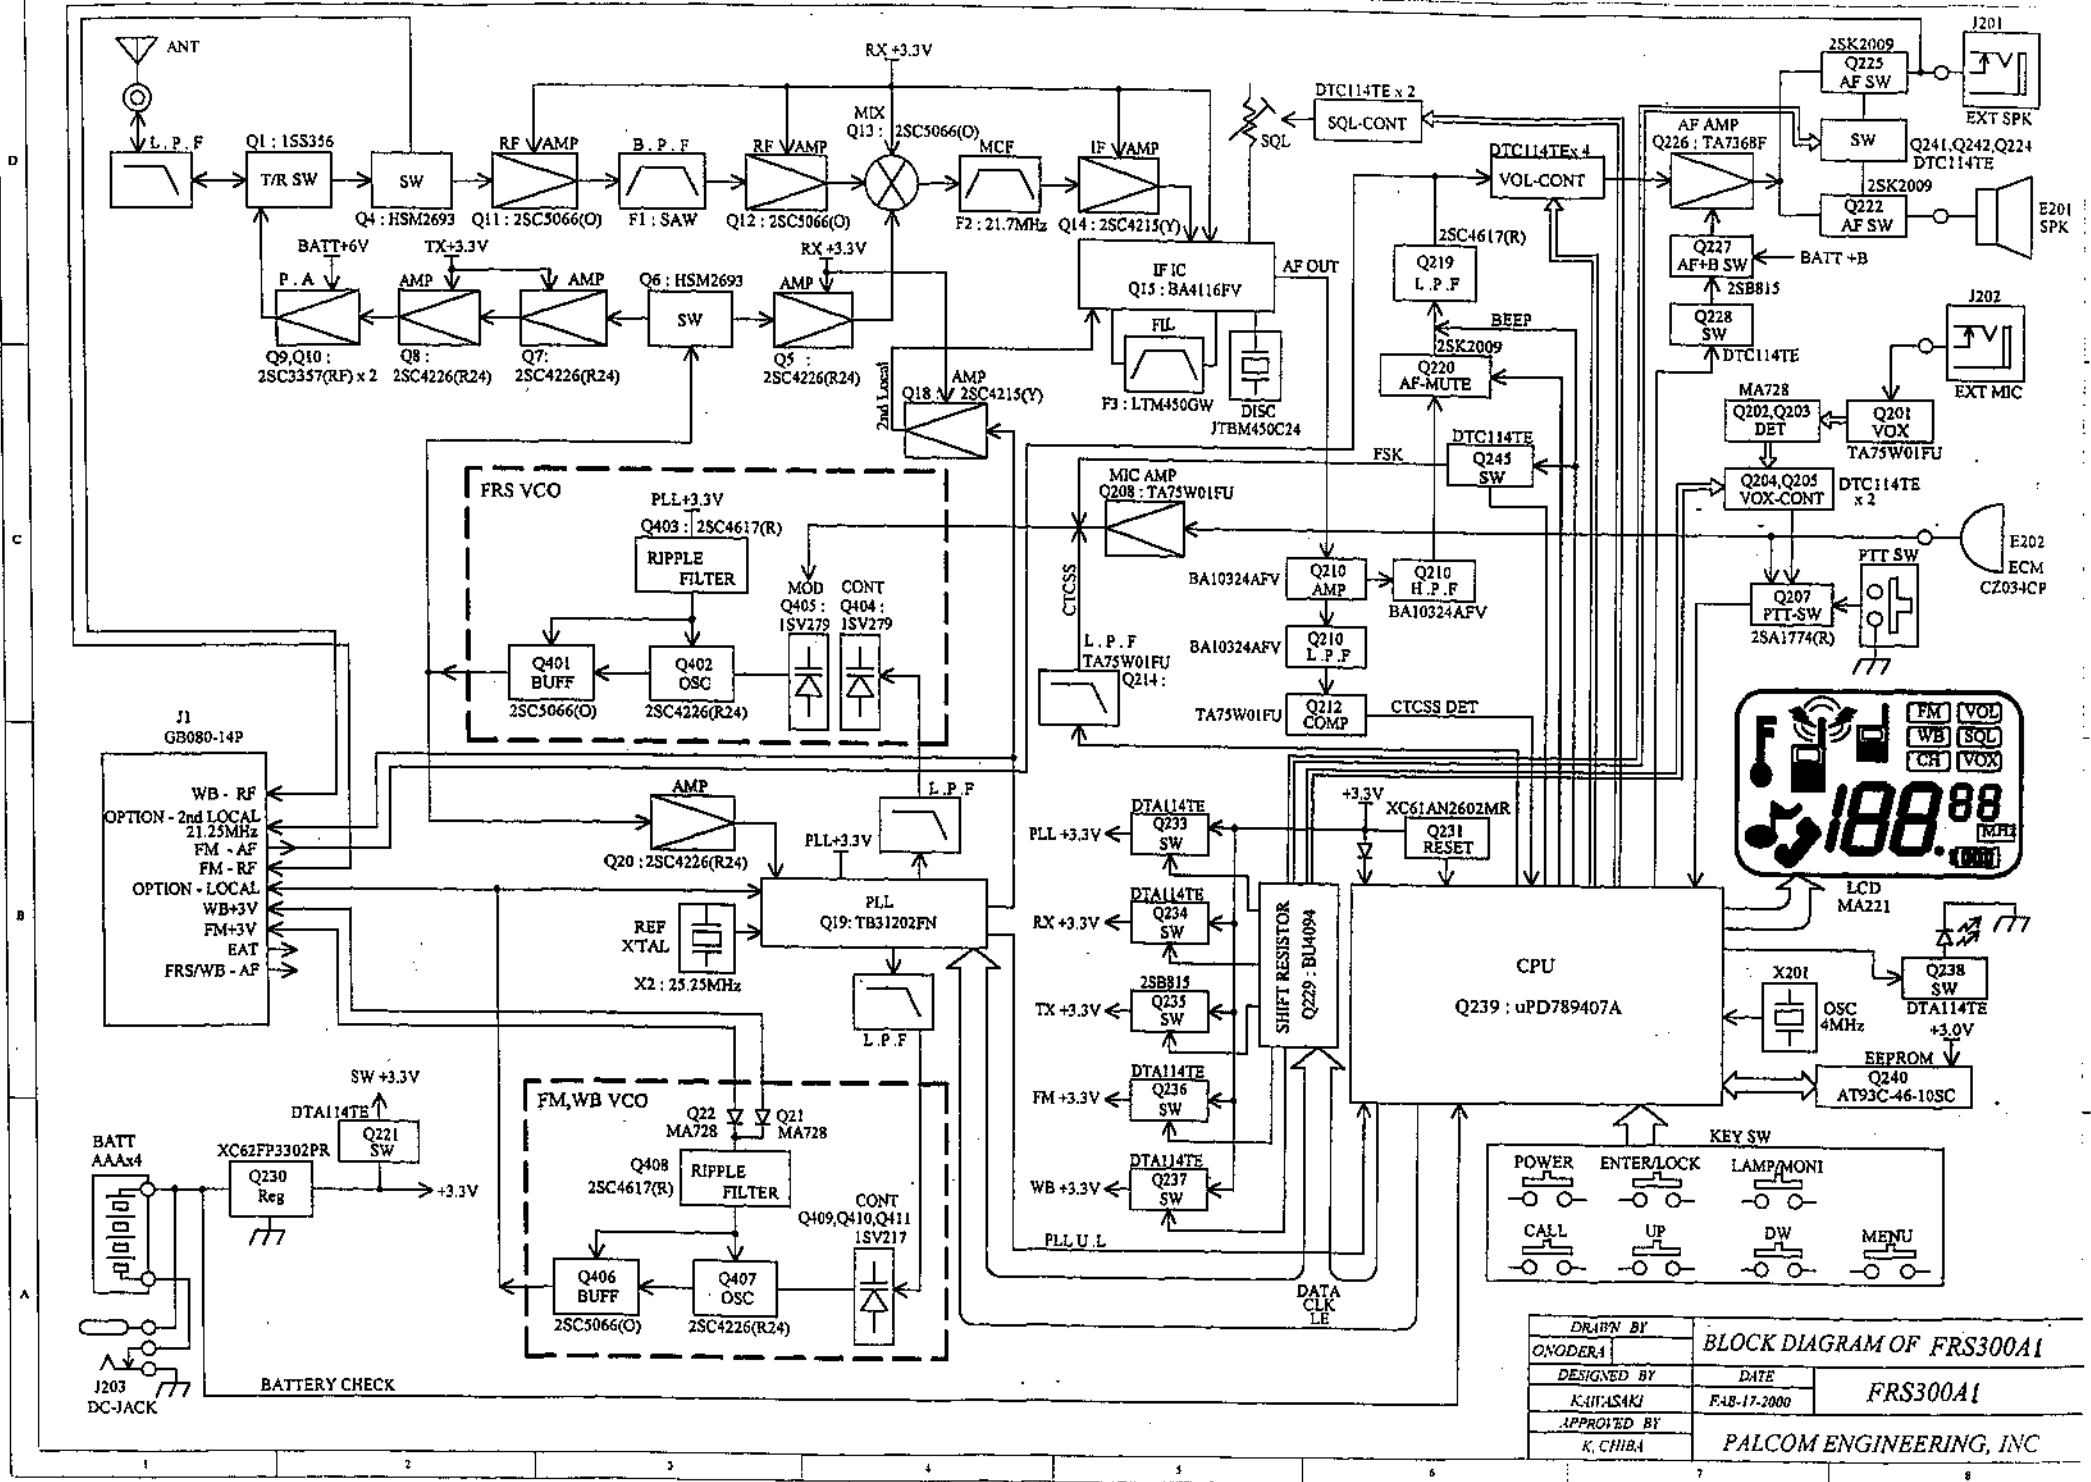 ANT
L.P.F
Q1 : 1SS356
T/R SW
SW
Q4 : HSM2693
RF AMP
Q11 : 2SC5066(O)
B.P.F
F1 : SAW
RF AMP
Q12 : 2SC5066(O)
RX +3.3V
MIX
Q13 : 2SC5066(O)
MCF
F2 : 21.7MHz
IF AMP
Q14 : 2SC4215(Y)
SQL
DTC114TE x 2
SQL-CONT
DTC114TEx 4
VOL-CONT
AF AMP
Q226 : TA7368F
2SK2009
Q225
AF SW
J201
EXT SPK
SW
Q241,Q242,Q224
DTC114TE
2SK2009
Q222
AF SW
E201
SPK
BATT+6V
P.A
Q9,Q10 :
2SC3357(RF) x 2
TX+3.3V
AMP
Q8 :
2SC4226(R24)
AMP
Q7 :
2SC4226(R24)
Q6 : HSM2693
SW
RX +3.3V
AMP
Q5 :
2SC4226(R24)
2nd Local
AMP
Q18 : 2SC4215(Y)
IF IC
Q15 : BA4116FV
AF OUT
FIL
F3 : LTM450GW
DISC
JTBM450C24
2SC4617(R)
Q219
L.P.F
BEEP
2SK2009
Q220
AF-MUTE
Q227
AF+B SW
2SB815
BATT +B
Q228
SW
DTC114TE
J202
EXT MIC
MA728
Q202,Q203
DET
Q201
VOX
TA75W01FU
Q204,Q205
VOX-CONT
DTC114TE
x 2
E202
ECM
CZ034CP
PTT SW
Q207
PTT-SW
2SA1774(R)
FSK
DTC114TE
Q245
SW
MIC AMP
Q208 : TA75W01FU
CTCSS
BA10324AFV
Q210
AMP
Q210
H.P.F
BA10324AFV
BA10324AFV
Q210
L.P.F
TA75W01FU
Q212
COMP
CTCSS DET
L.P.F
TA75W01FU
Q214 :
FRS VCO
PLL+3.3V
Q403 : 2SC4617(R)
RIPPLE
FILTER
MOD
Q405 :
1SV279
CONT
Q404 :
1SV279
Q401
BUFF
2SC5066(O)
Q402
OSC
2SC4226(R24)
J1
GB080-14P
WB - RF
OPTION - 2nd LOCAL
21.25MHz
FM - AF
FM - RF
OPTION - LOCAL
WB+3V
FM+3V
EAT
FRS/WB - AF
AMP
Q20 : 2SC4226(R24)
L.P.F
PLL+3.3V
PLL
Q19: TB31202FN
REF
X'TAL
X2 : 25.25MHz
L.P.F
PLL +3.3V
DTA114TE
Q233
SW
RX +3.3V
DTA114TE
Q234
SW
TX +3.3V
2SB815
Q235
SW
FM +3.3V
DTA114TE
Q236
SW
WB +3.3V
DTA114TE
Q237
SW
+3.3V
XC61AN2602MR
Q231
RESET
SHIFT RESISTOR
Q229 : BU4094
CPU
Q239 : uPD789407A
FM
VOL
WB
SQL
CH
VOX
188.88
MHz
LCD
MA221
Q238
SW
DTA114TE
X201
OSC
4MHz
+3.0V
EEPROM
Q240
AT93C-46-10SC
KEY SW
POWER
ENTER/LOCK
LAMP/MONI
CALL
UP
DW
MENU
FM,WB VCO
Q22
MA728
Q21
MA728
Q408
2SC4617(R)
RIPPLE
FILTER
CONT
Q409,Q410,Q411
1SV217
Q406
BUFF
2SC5066(O)
Q407
OSC
2SC4226(R24)
PLL U.L
DATA
CLK
LE
SW +3.3V
DTA114TE
Q221
SW
BATT
AAAx4
XC62FP3302PR
Q230
Reg
+3.3V
J203
DC-JACK
BATTERY CHECK
DRAWN BY
ONODERA
BLOCK DIAGRAM OF FRS300A1
DESIGNED BY
KAWASAKI
DATE
FAB-17-2000
FRS300A1
APPROVED BY
K. CHIBA
PALCOM ENGINEERING, INC
D
C
B
A
1
2
3
4
5
6
7
8